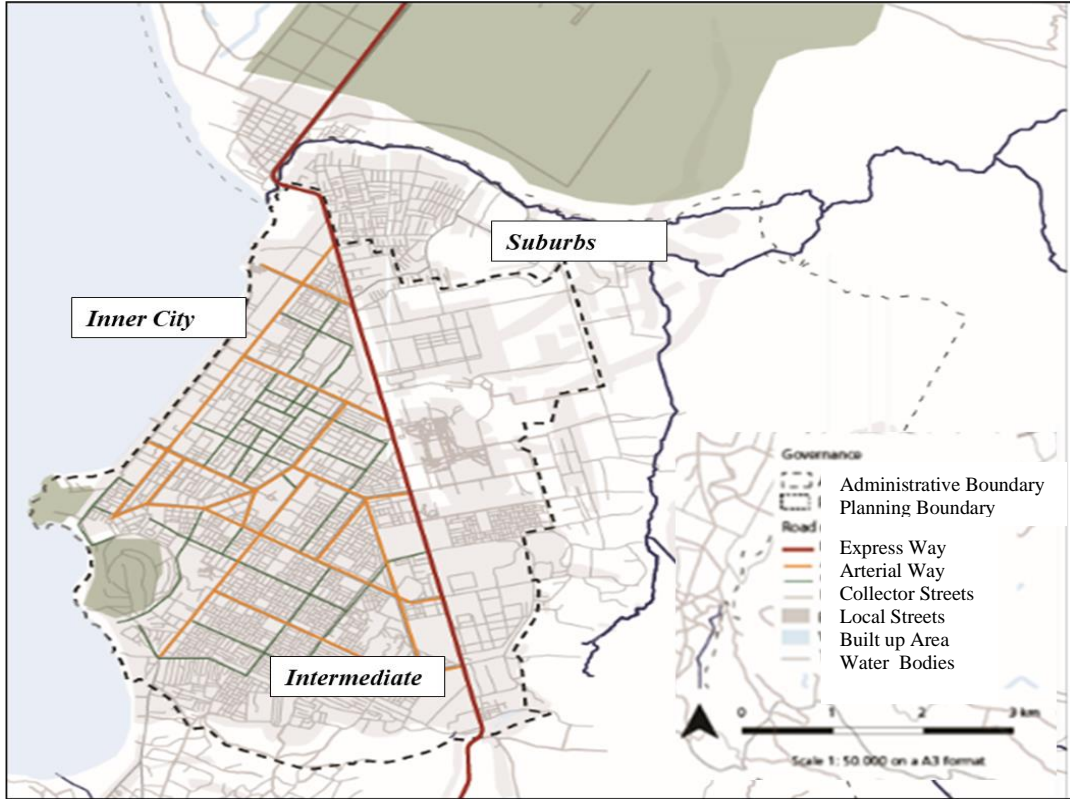 Suburbs
Inner City
Intermediate
Governance
Administrative Boundary
Planning Boundary
Road
Express Way
Arterial Way
Collector Streets
Local Streets
Built up Area
Water Bodies
0 1 2 3 km
Scale 1: 50 000 on a A3 format